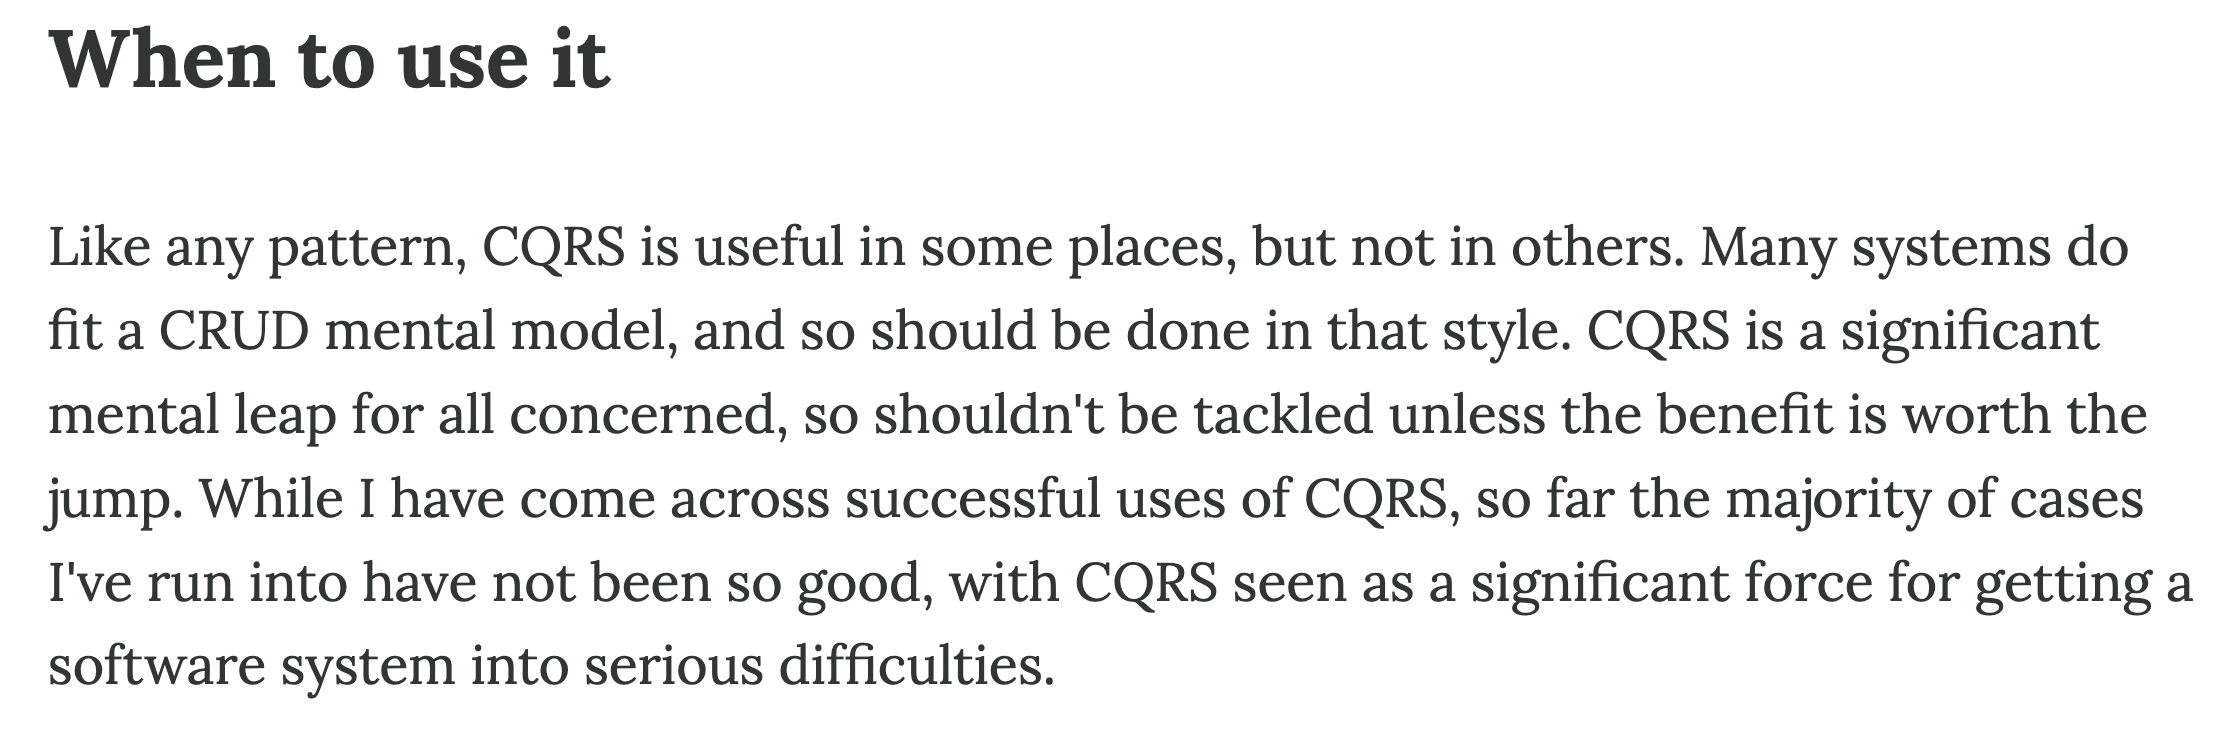 When to use it
Like any pattern, CQRS is useful in some places, but not in others. Many systems do
fit a CRUD mental model, and so should be done in that style. CQRS is a significant
mental leap for all concerned, so shouldn't be tackled unless the benefit is worth the
jump. While I have come across successful uses of CQRS, so far the majority of cases
I've run into have not been so good, with CQRS seen as a significant force for getting a
software system into serious difficulties.